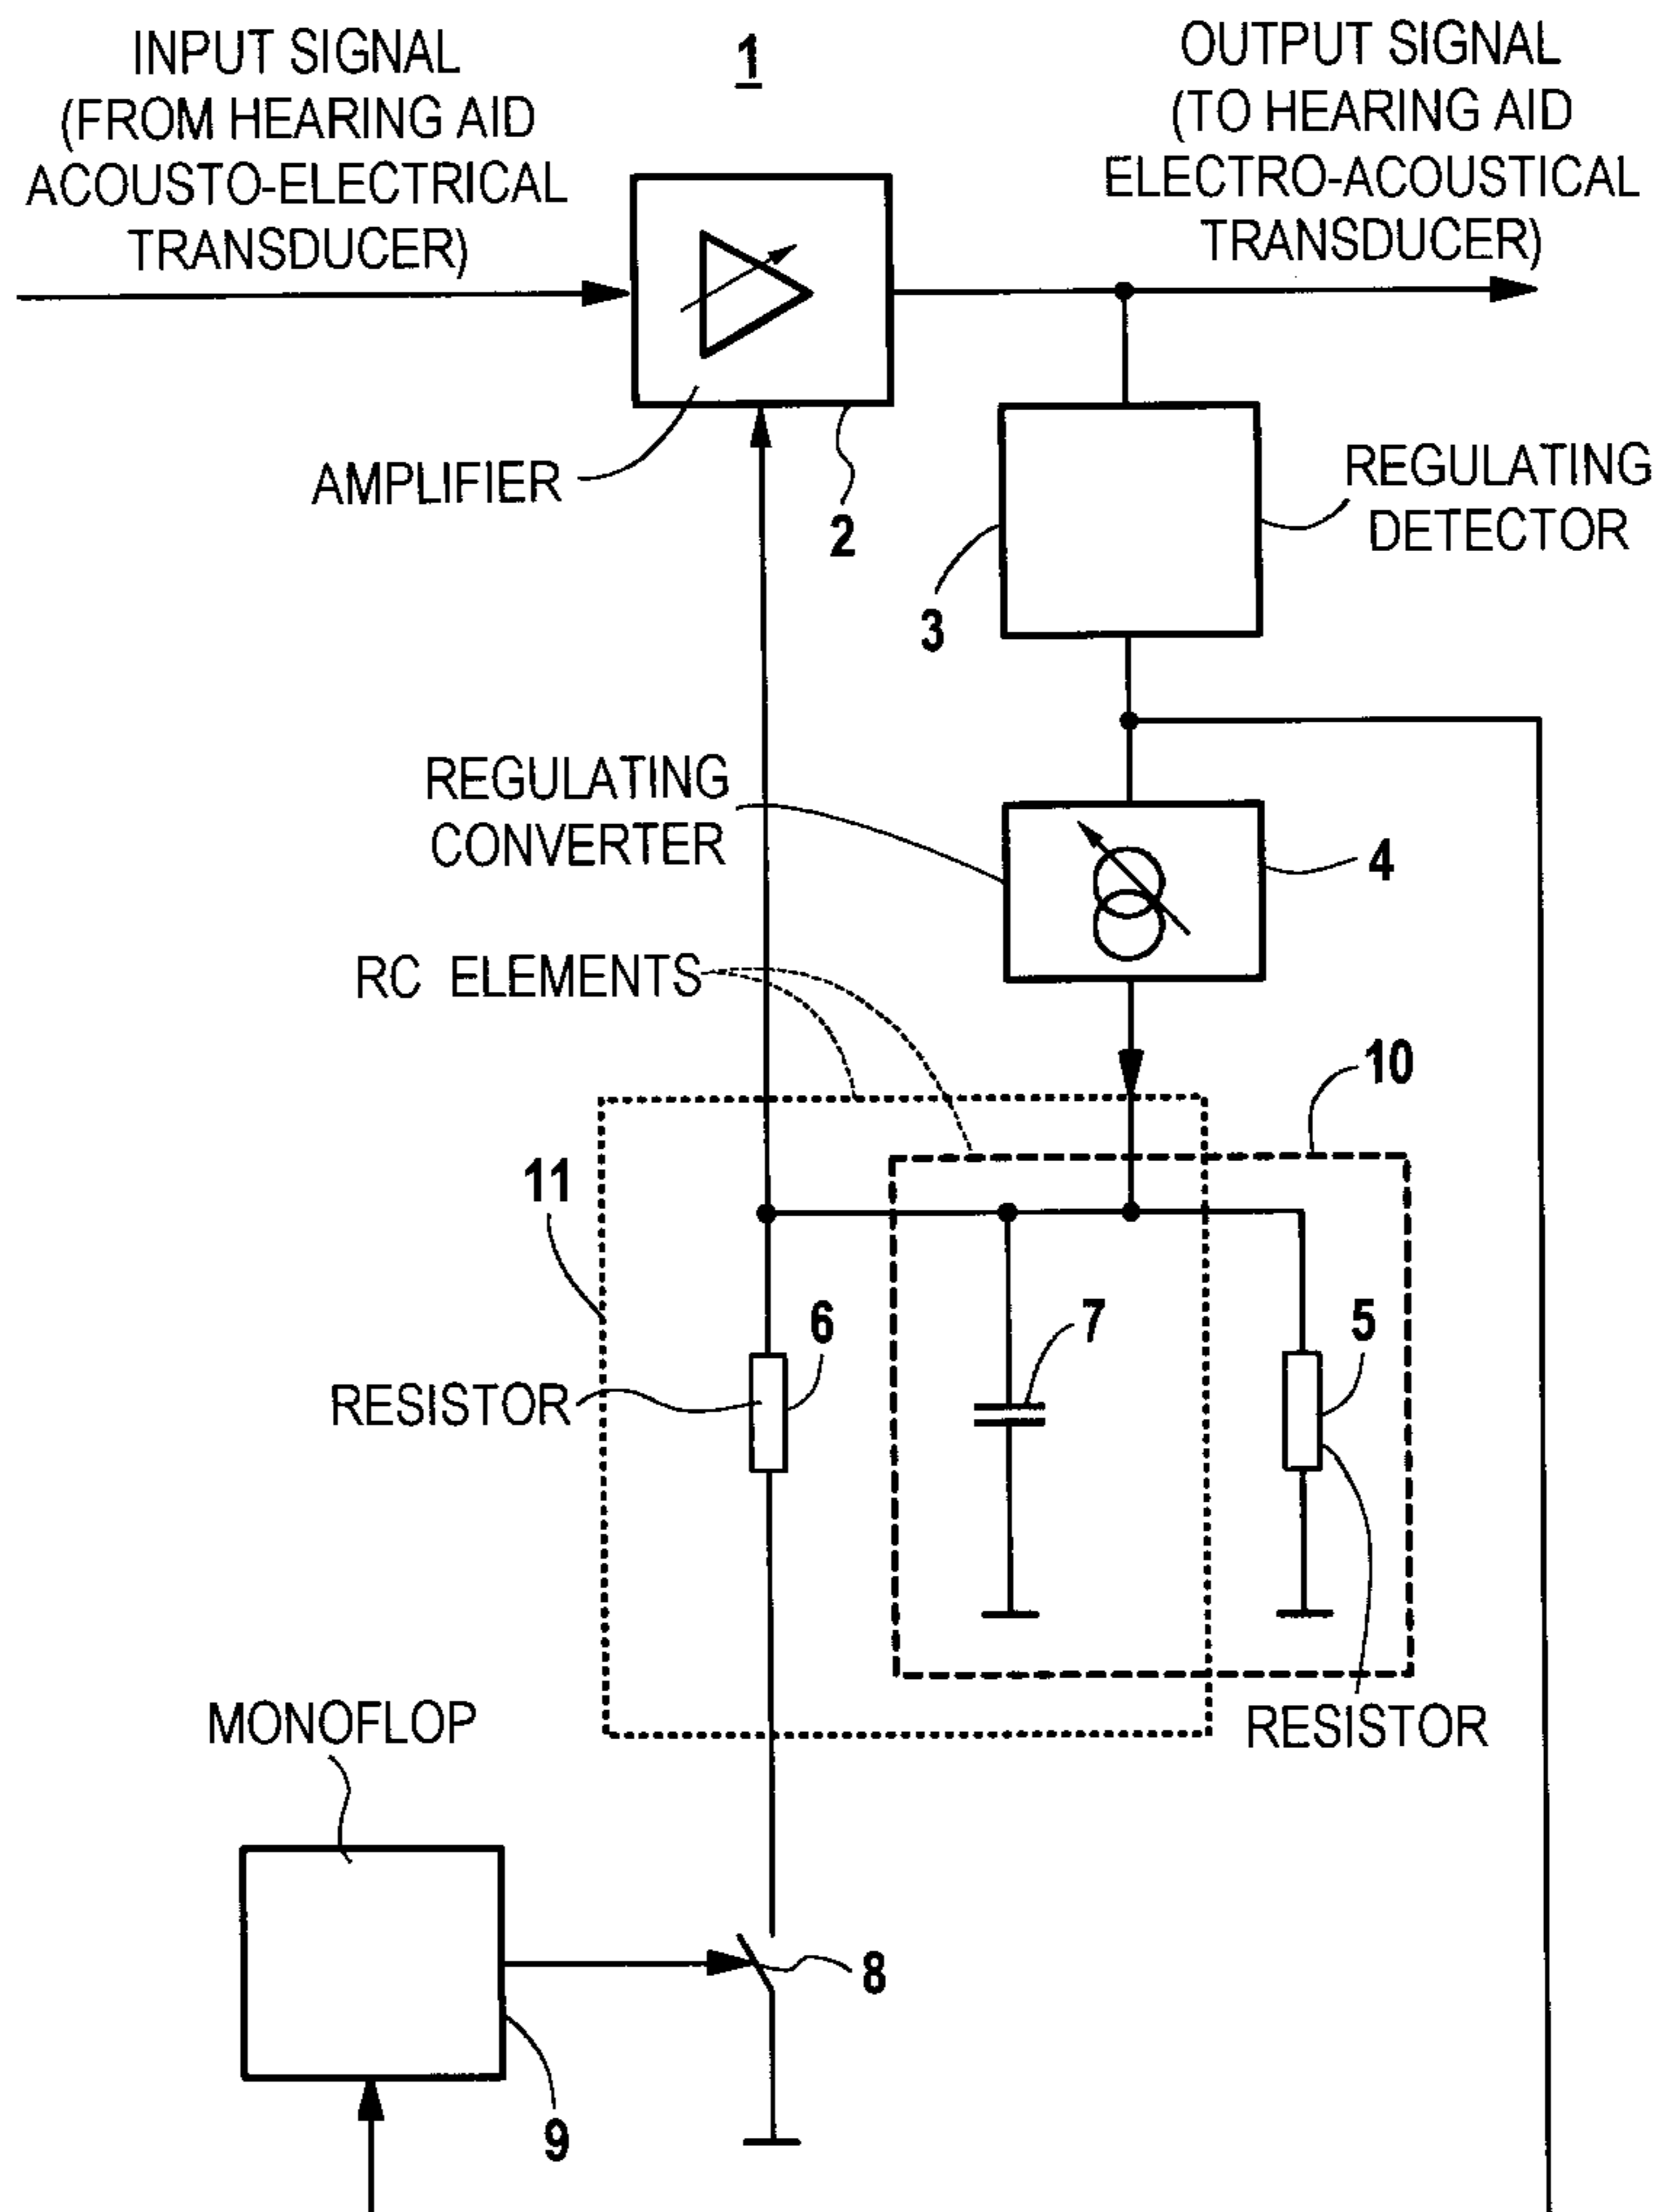 INPUT SIGNAL
(FROM HEARING AID
ACOUSTO-ELECTRICAL
TRANSDUCER)
1
OUTPUT SIGNAL
(TO HEARING AID
ELECTRO-ACOUSTICAL
TRANSDUCER)
AMPLIFIER
2
REGULATING
DETECTOR
3
REGULATING
CONVERTER
4
RC ELEMENTS
10
11
6
7
5
RESISTOR
MONOFLOP
RESISTOR
8
9